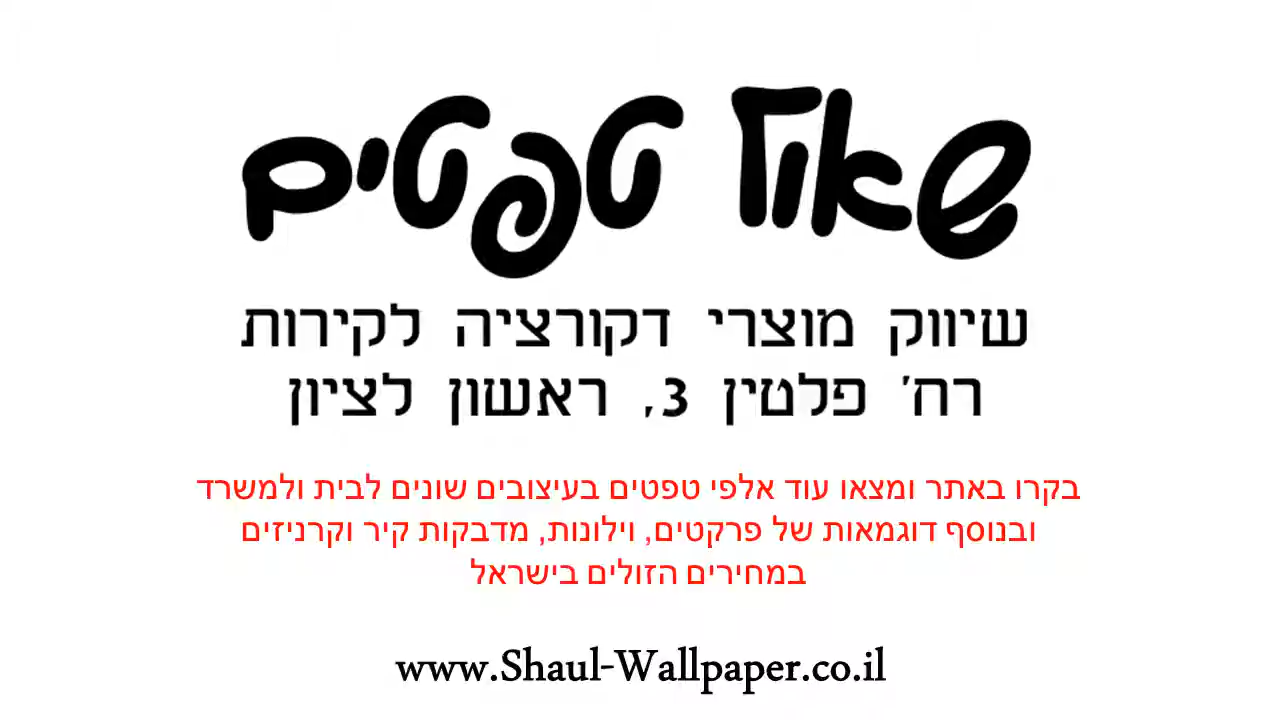 שאול טפטים
שיווק מוצרי דקורציה לקירות
רח' פלטין 3, ראשון לציון
בקרו באתר ומצאו עוד אלפי טפטים בעיצובים שונים לבית ולמשרד
ובנוסף דוגמאות של פרקטים, וילונות, מדבקות קיר וקרניזים
במחירים הזולים בישראל
www.Shaul-Wallpaper.co.il